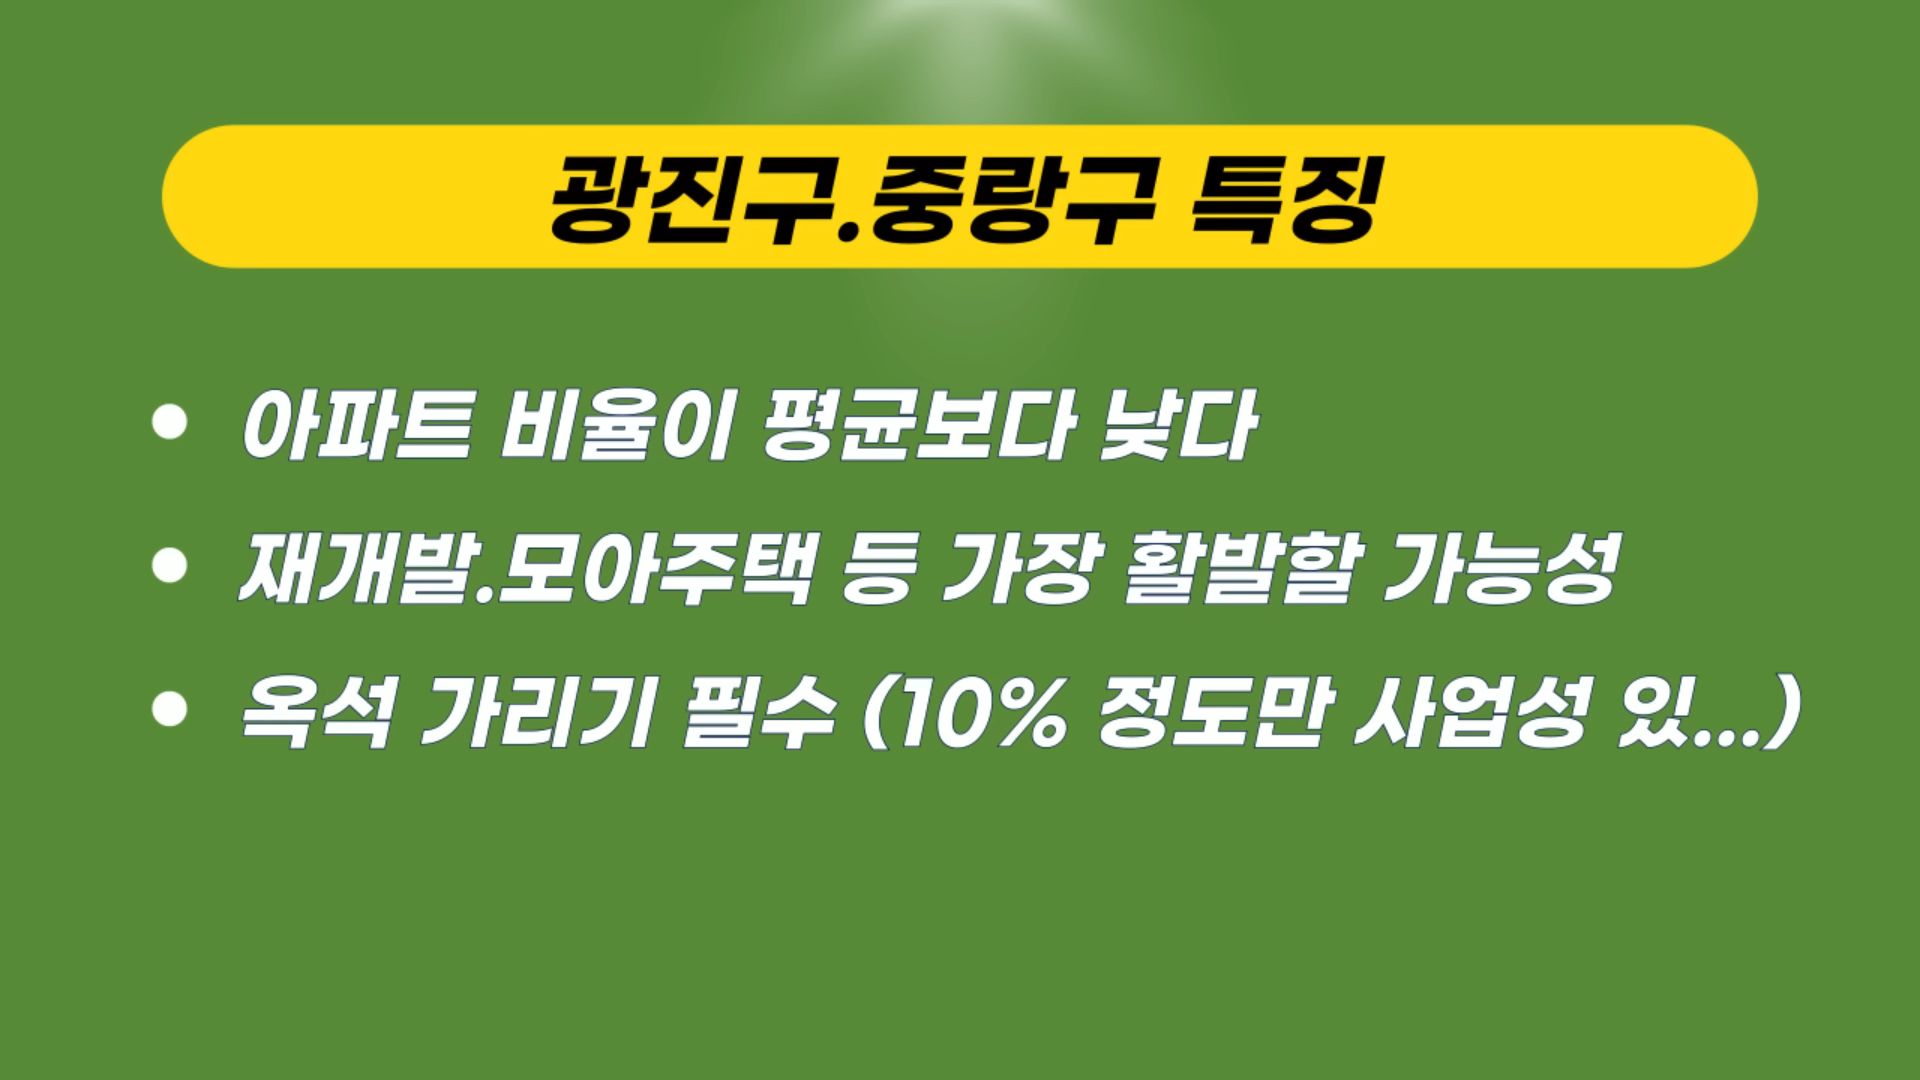 광진구.중랑구 특징
• 아파트 비율이 평균보다 낮다
• 재개발.모아주택 등 가장 활발할 가능성
• 옥석 가리기 필수 (10% 정도만 사업성 있...)